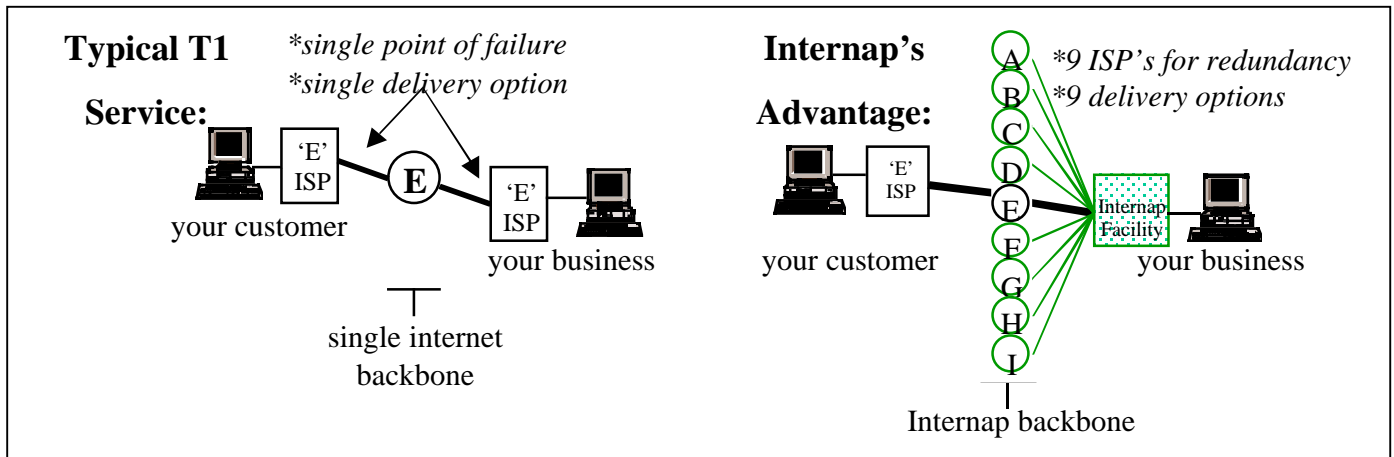 Typical T1
Service:
*single point of failure
*single delivery option
'E'
ISP
E
'E'
ISP
your customer
your business
single internet
backbone
Internap's
Advantage:
*9 ISP's for redundancy
*9 delivery options
'E'
ISP
A
B
C
D
E
F
G
H
I
Internap
Facility
your customer
your business
Internap backbone